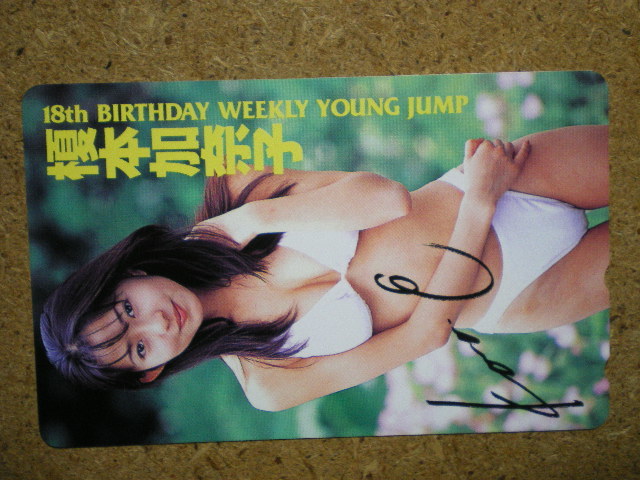 18th BIRTHDAY WEEKLY YOUNG JUMP
榎本加奈子